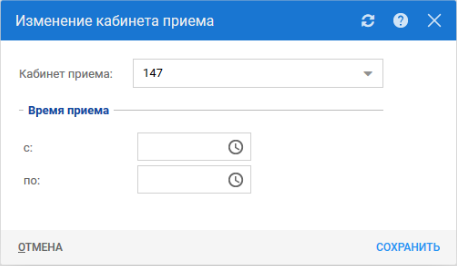 Изменение кабинета приема
Кабинет приема: 147
Время приема
с:
по:
ОТМЕНА СОХРАНИТЬ